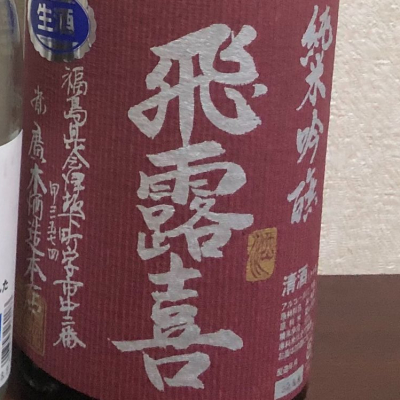 純米吟醸
飛露喜
生酒
福島県会津坂下町字市中二番
甲三五七四
廣木酒造本店
清酒